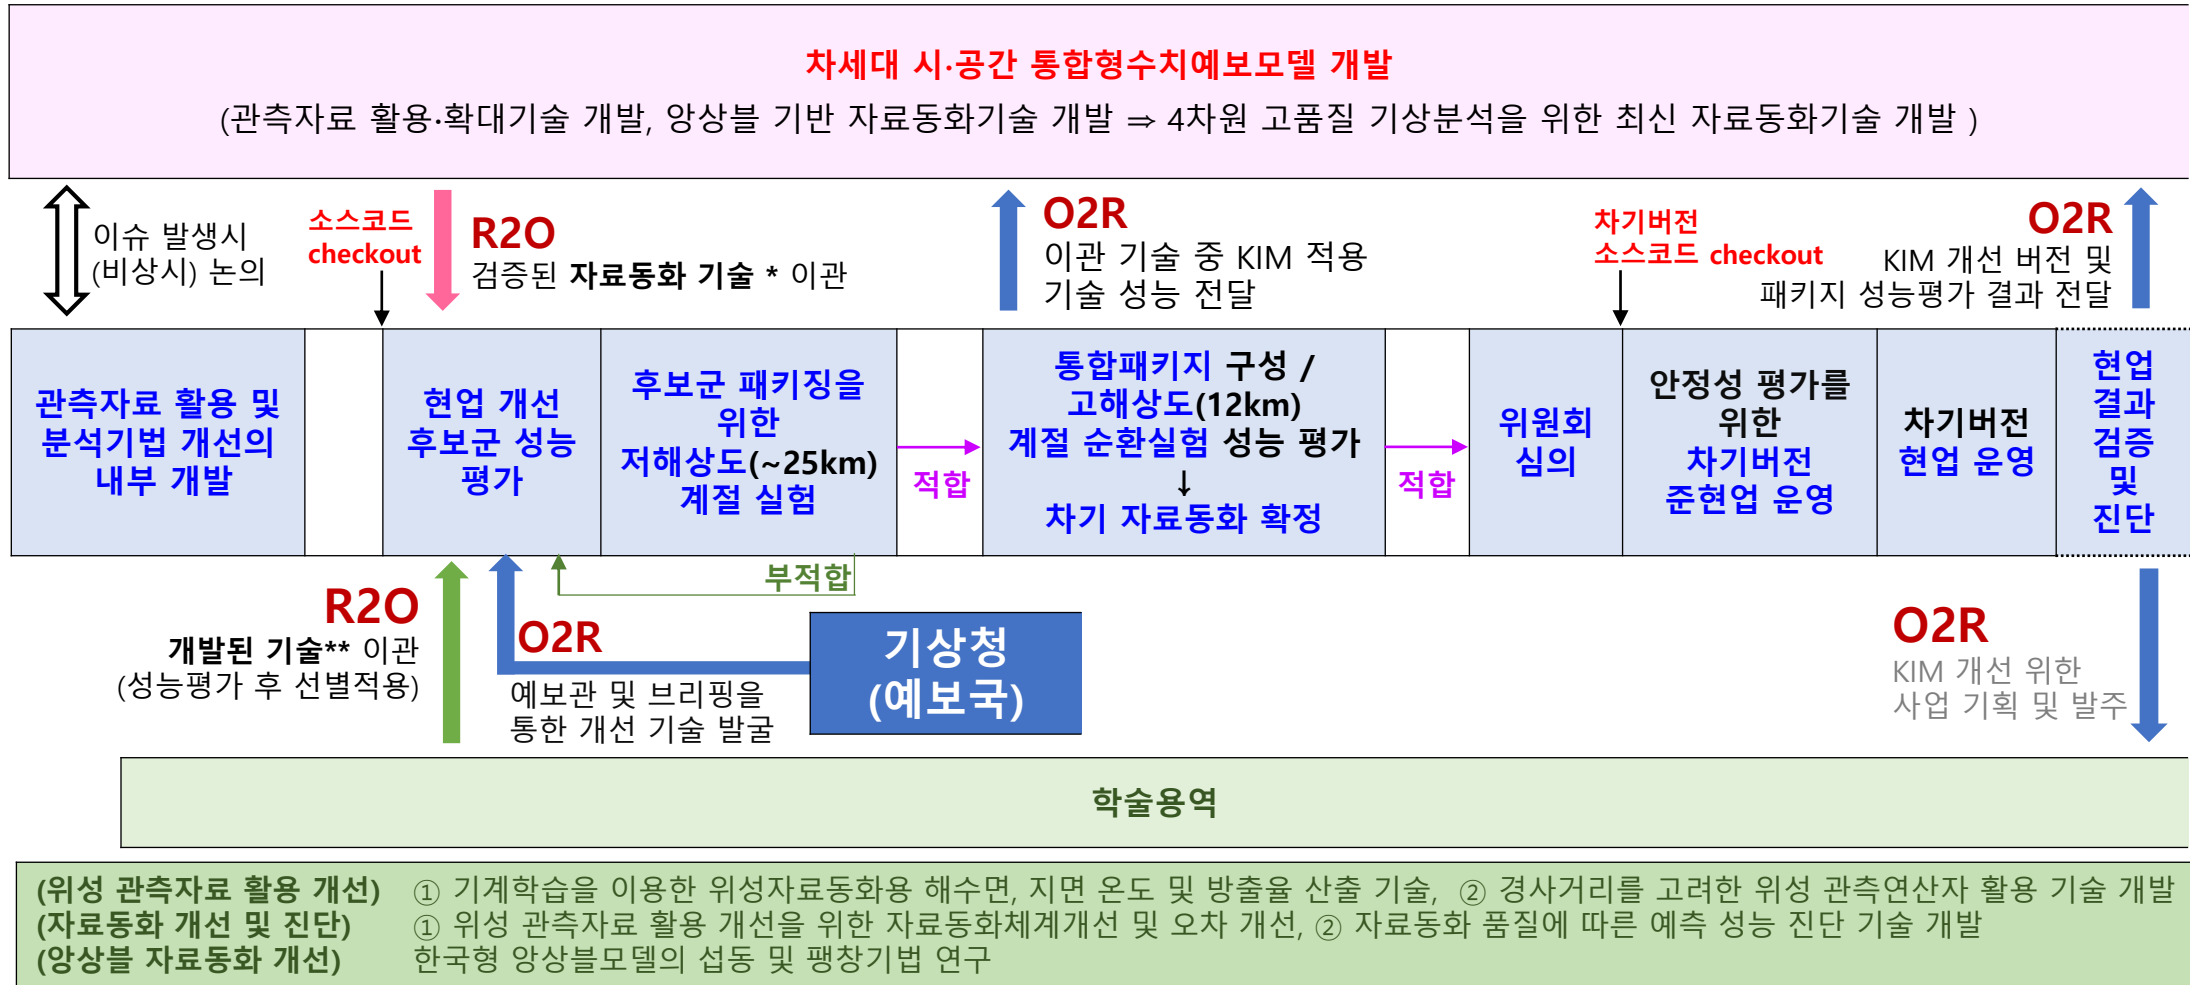 차세대 시·공간 통합형수치예보모델 개발
(관측자료 활용·확대기술 개발, 앙상블 기반 자료동화기술 개발 ⇒ 4차원 고품질 기상분석을 위한 최신 자료동화기술 개발 )
이슈 발생시
(비상시) 논의
소스코드
checkout
R2O
검증된 자료동화 기술 * 이관
O2R
이관 기술 중 KIM 적용
기술 성능 전달
차기버전
소스코드 checkout
O2R
KIM 개선 버전 및
패키지 성능평가 결과 전달
관측자료 활용 및
분석기법 개선의
내부 개발
현업 개선
후보군 성능
평가
후보군 패키징을
위한
저해상도(~25km)
계절 실험
적합
통합패키지 구성 /
고해상도(12km)
계절 순환실험 성능 평가
↓
차기 자료동화 확정
적합
위원회
심의
안정성 평가를
위한
차기버전
준현업 운영
차기버전
현업 운영
현업
결과
검증
및
진단
부적합
R2O
개발된 기술** 이관
(성능평가 후 선별적용)
O2R
예보관 및 브리핑을
통한 개선 기술 발굴
기상청
(예보국)
O2R
KIM 개선 위한
사업 기획 및 발주
학술용역
(위성 관측자료 활용 개선) ① 기계학습을 이용한 위성자료동화용 해수면, 지면 온도 및 방출율 산출 기술, ② 경사거리를 고려한 위성 관측연산자 활용 기술 개발
(자료동화 개선 및 진단) ① 위성 관측자료 활용 개선을 위한 자료동화체계개선 및 오차 개선, ② 자료동화 품질에 따른 예측 성능 진단 기술 개발
(앙상블 자료동화 개선) 한국형 앙상블모델의 섭동 및 팽창기법 연구